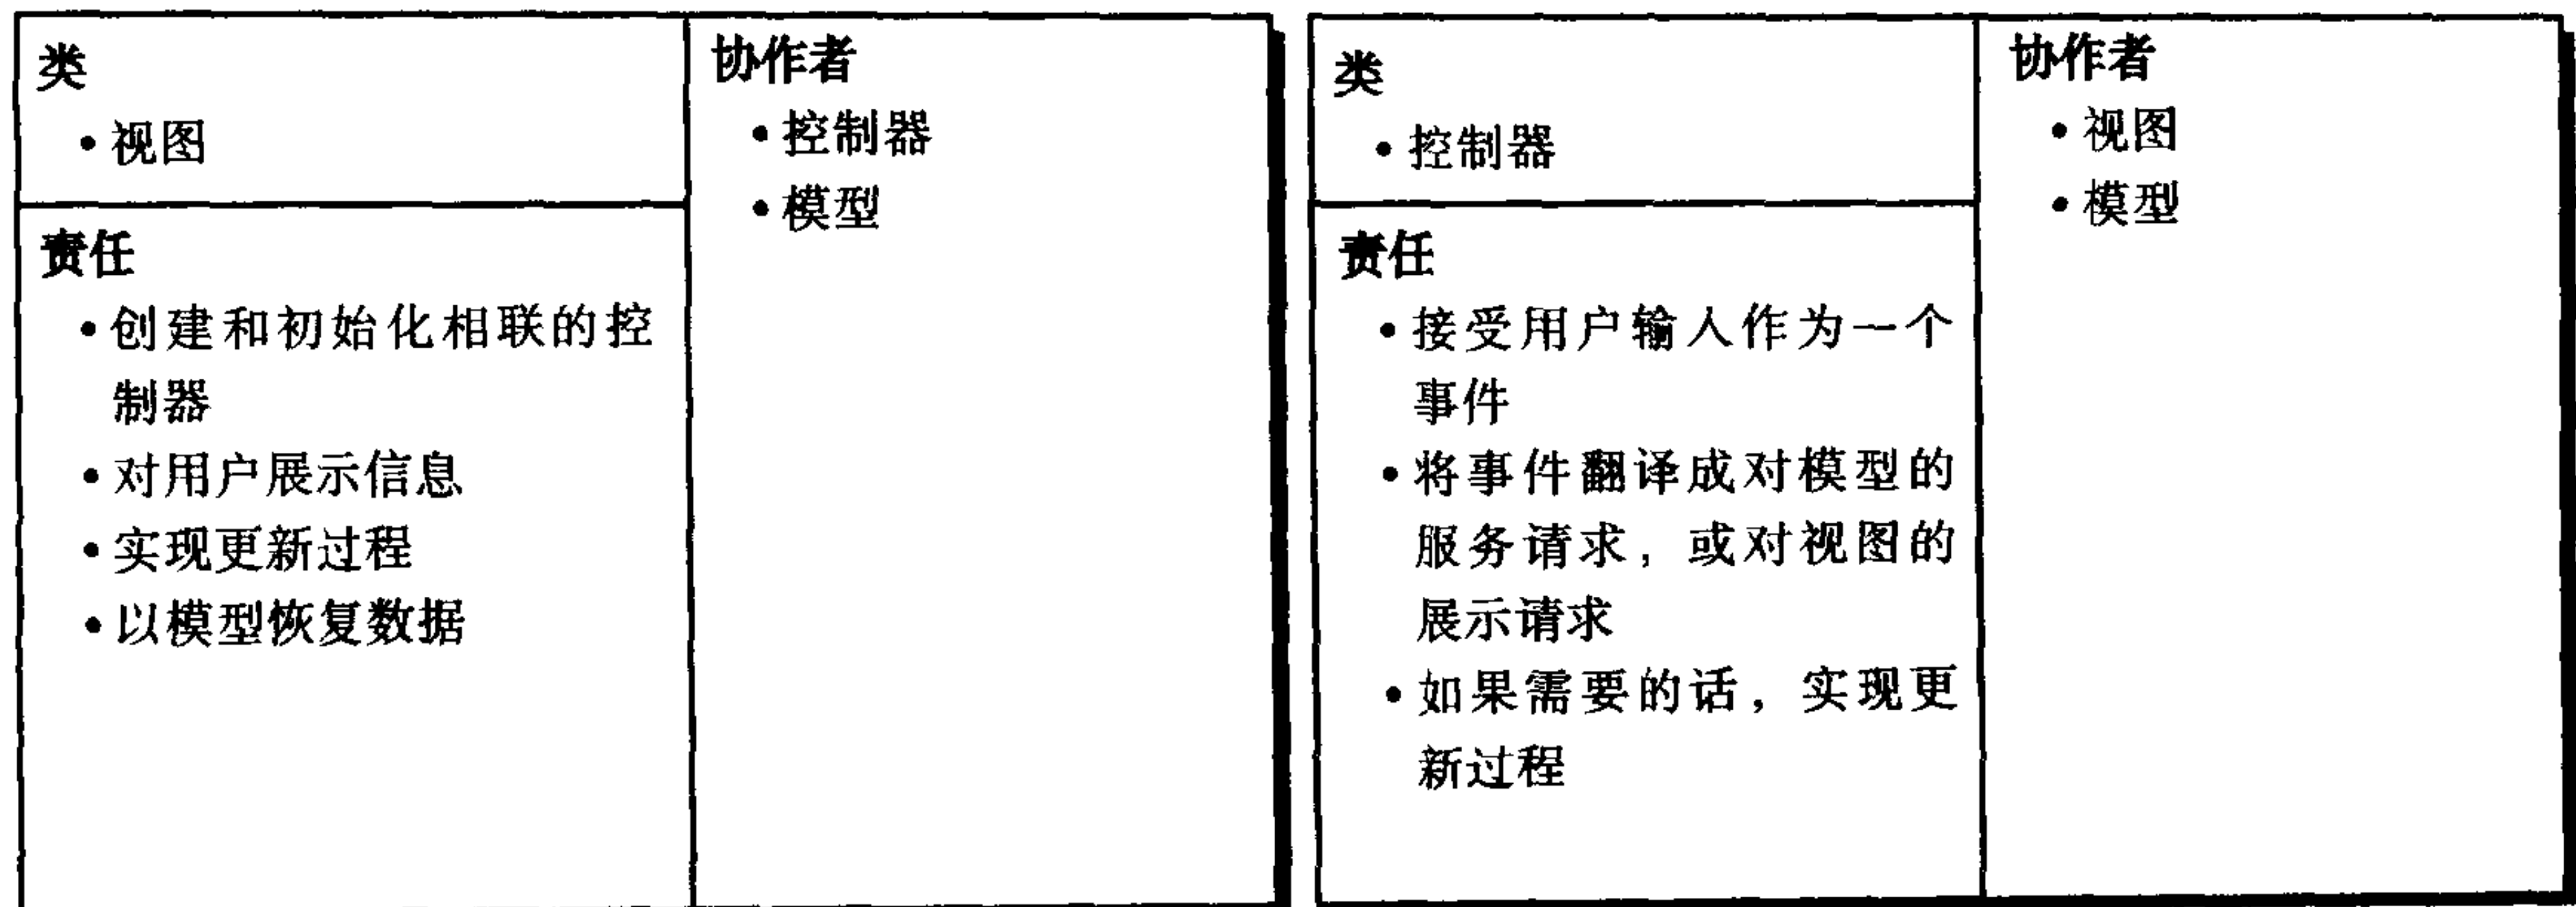 类
• 视图
责任
• 创建和初始化相联的控
制器
• 对用户展示信息
• 实现更新过程
• 以模型恢复数据
协作者
• 控制器
• 模型
类
• 控制器
责任
• 接受用户输人作为一个
事件
• 将事件翻译成对模型的
服务请求，或对视图的
展示请求
• 如果需要的话，实现更
新过程
协作者
• 视图
• 模型